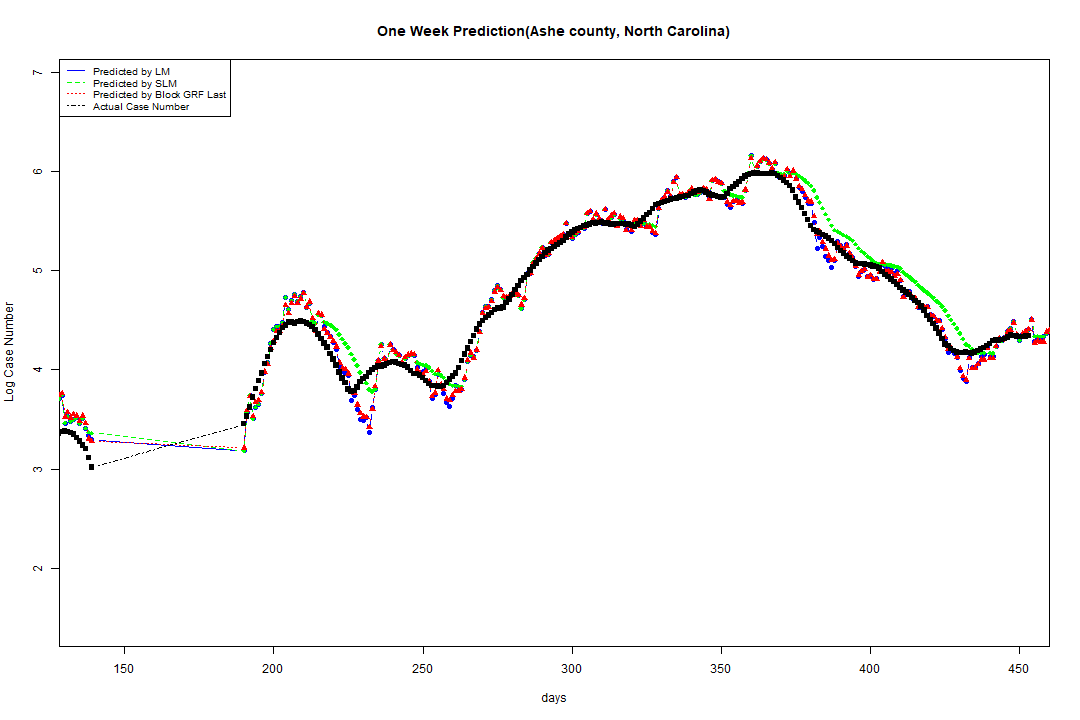 One Week Prediction(Ashe county, North Carolina)
Predicted by LM
Predicted by SLM
Predicted by Block GRF Last
Actual Case Number
Log Case Number
7
6
5
4
3
2
150 200 250 300 350 400 450
days